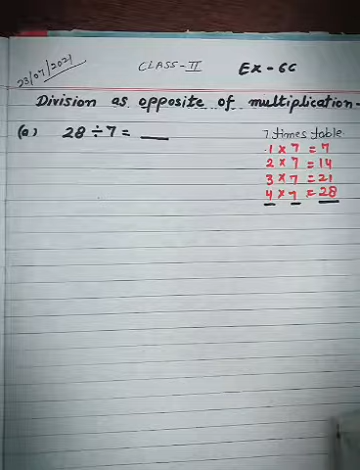 23/07/2021
CLASS-II
EX-6C
Division as opposite of multiplication-
(a) 28 ÷ 7 = __
7 times table
1 × 7 = 7
2 × 7 = 14
3 × 7 = 21
4 × 7 = 28